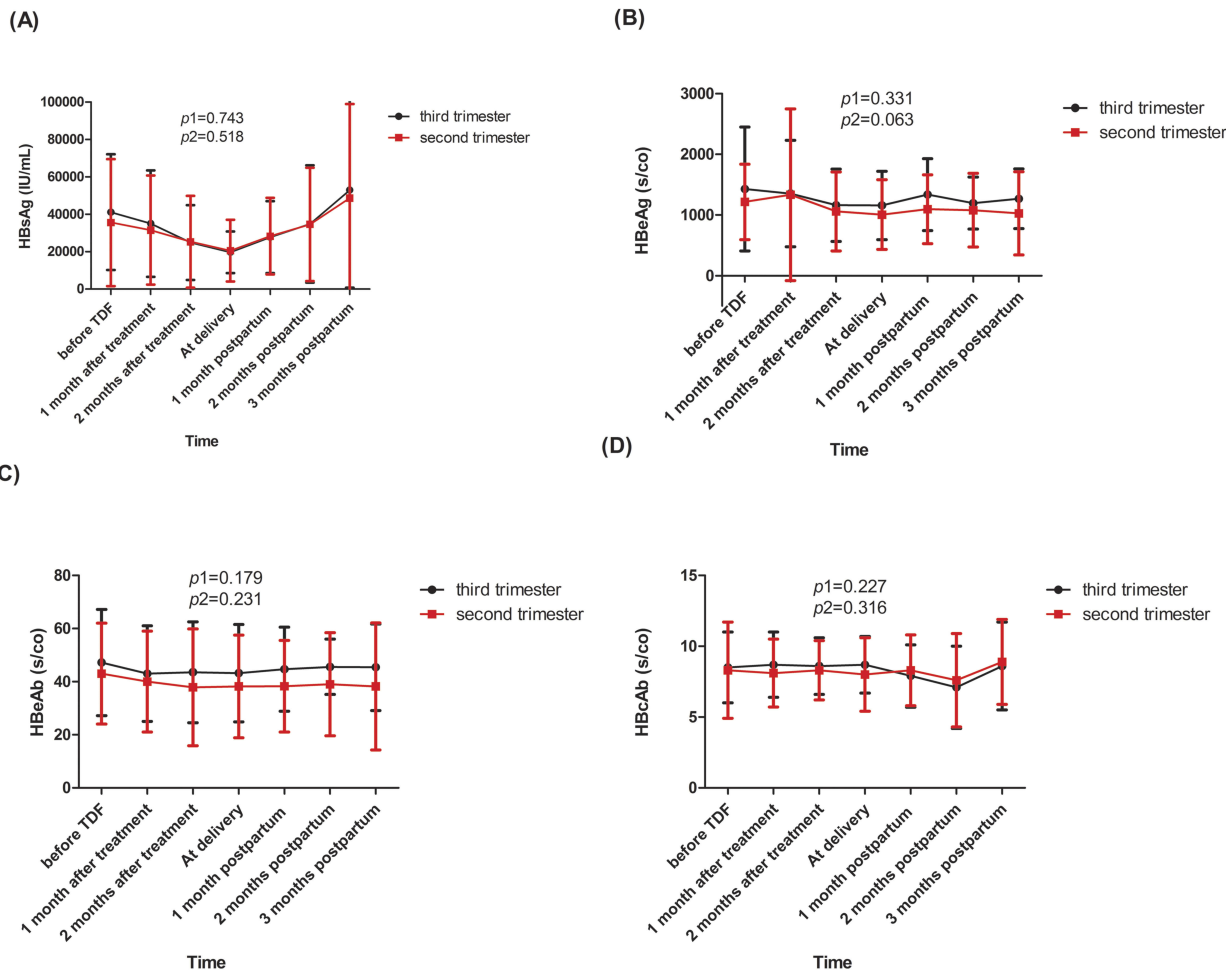 (A)
100000
80000
60000
40000
20000
0
HBsAg (IU/mL)
p1=0.743
p2=0.518
third trimester
second trimester
before TDF
1 month after treatment
2 months after treatment
At delivery
1 month postpartum
2 months postpartum
3 months postpartum
Time
(B)
3000
2000
1000
0
HBeAg (s/co)
p1=0.331
p2=0.063
third trimester
second trimester
before TDF
1 month after treatment
2 months after treatment
At delivery
1 month postpartum
2 months postpartum
3 months postpartum
Time
C)
80
60
40
20
0
HBeAb (s/co)
p1=0.179
p2=0.231
third trimester
second trimester
before TDF
1 month after treatment
2 months after treatment
At delivery
1 month postpartum
2 months postpartum
3 months postpartum
Time
(D)
15
10
5
0
HBcAb (s/co)
p1=0.227
p2=0.316
third trimester
second trimester
before TDF
1 month after treatment
2 months after treatment
At delivery
1 month postpartum
2 months postpartum
3 months postpartum
Time